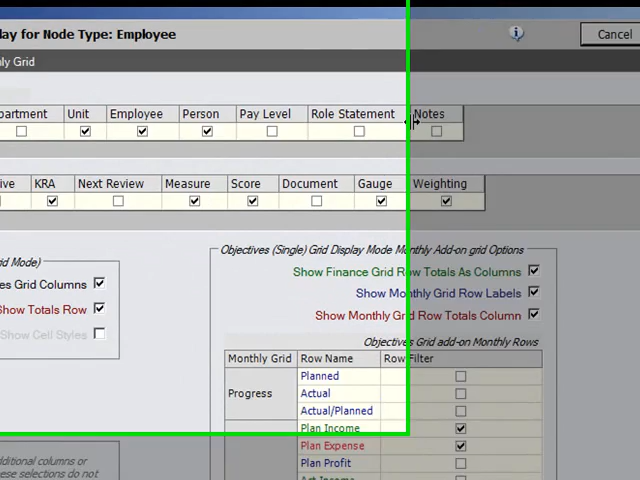 lay for Node Type: Employee
Cancel
ly Grid
partment Unit Employee Person Pay Level Role Statement Notes
ive KRA Next Review Measure Score Document Gauge Weighting
Objectives (Single) Grid Display Mode Monthly Add-on grid Options
rid Mode)
Show Finance Grid Row Totals As Columns
es Grid Columns
Show Monthly Grid Row Labels
Show Totals Row
Show Monthly Grid Row Totals Column
Show Cell Styles
Objectives Grid add-on Monthly Rows
Monthly Grid Row Name Row Filter
Planned
Progress Actual
Actual/Planned
Plan Income
Plan Expense
dditional columns or
Plan Profit
hese selections do not
Act Income